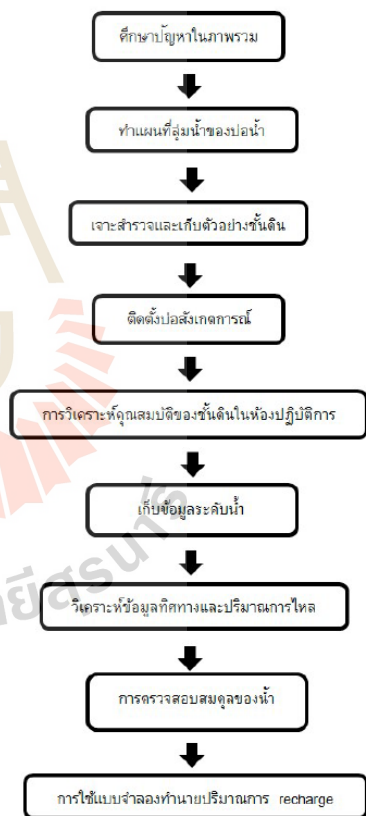 ศึกษาปัญหาในภาพรวม
ทำแผนที่ลุ่มน้ำของบ่อน้ำ
เจาะสำรวจและเก็บตัวอย่างชั้นดิน
ติดตั้งบ่อสังเกตการณ์
การวิเคราะห์คุณสมบัติของชั้นดินในห้องปฏิบัติการ
เก็บข้อมูลระดับน้ำ
วิเคราะห์ข้อมูลทิศทางและปริมาณการไหล
การตรวจสอบสมดุลของน้ำ
การใช้แบบจำลองทำนายปริมาณการ recharge
ยีสุรนารี